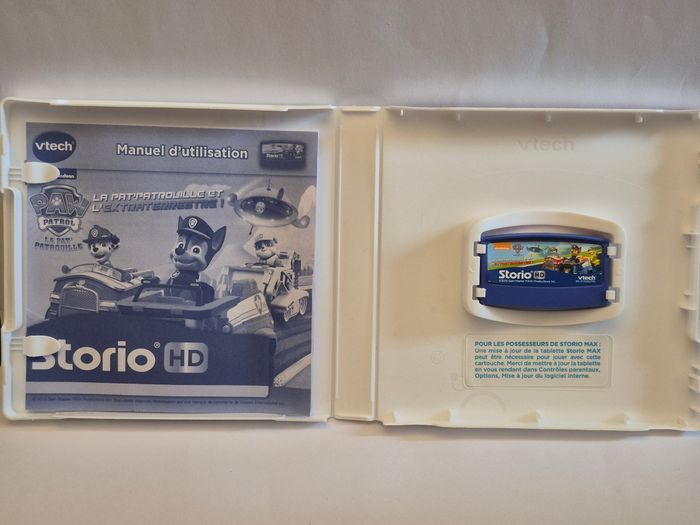 vtech
Manuel d'utilisation
PAW
PATROL
LA PAT'
PATROUILLE
LA PAT'PATROUILLE ET
L'EXTRATERRESTRE !
Storio HD
vtech
Storio HD
vtech
POUR LES POSSESSEURS DE STORIO MAX :
Une mise à jour de la tablette Storio MAX
peut être nécessaire pour jouer avec cette
cartouche. Merci de mettre à jour la tablette
en vous rendant dans Contrôles parentaux,
Options, Mise à jour du logiciel interne.